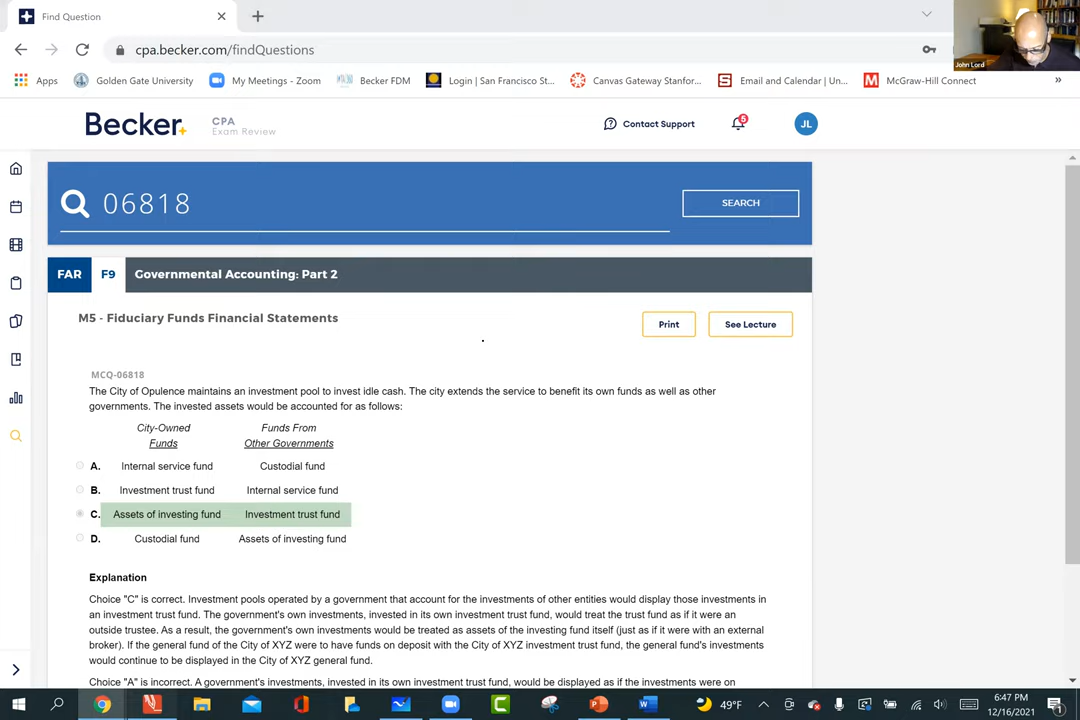 Find Question
cpa.becker.com/findQuestions
Apps
Golden Gate University
My Meetings - Zoom
Becker FDM
Login | San Francisco St...
Canvas Gateway Stanfor...
Email and Calendar | Un...
McGraw-Hill Connect
»
John Lord
Becker.
CPA
Exam Review
Contact Support
5
JL
06818
SEARCH
FAR F9 Governmental Accounting: Part 2
M5 - Fiduciary Funds Financial Statements
Print
See Lecture
MCQ-06818
The City of Opulence maintains an investment pool to invest idle cash. The city extends the service to benefit its own funds as well as other
governments. The invested assets would be accounted for as follows:
City-Owned Funds From
Funds Other Governments
A. Internal service fund Custodial fund
B. Investment trust fund Internal service fund
C. Assets of investing fund Investment trust fund
D. Custodial fund Assets of investing fund
Explanation
Choice "C" is correct. Investment pools operated by a government that account for the investments of other entities would display those investments in
an investment trust fund. The government's own investments, invested in its own investment trust fund, would treat the trust fund as if it were an
outside trustee. As a result, the government's own investments would be treated as assets of the investing fund itself (just as if it were with an external
broker). If the general fund of the City of XYZ were to have funds on deposit with the City of XYZ investment trust fund, the general fund's investments
would continue to be displayed in the City of XYZ general fund.
Choice "A" is incorrect. A government's investments, invested in its own investment trust fund, would be displayed as if the investments were on
49°F
6:47 PM
12/16/2021
1